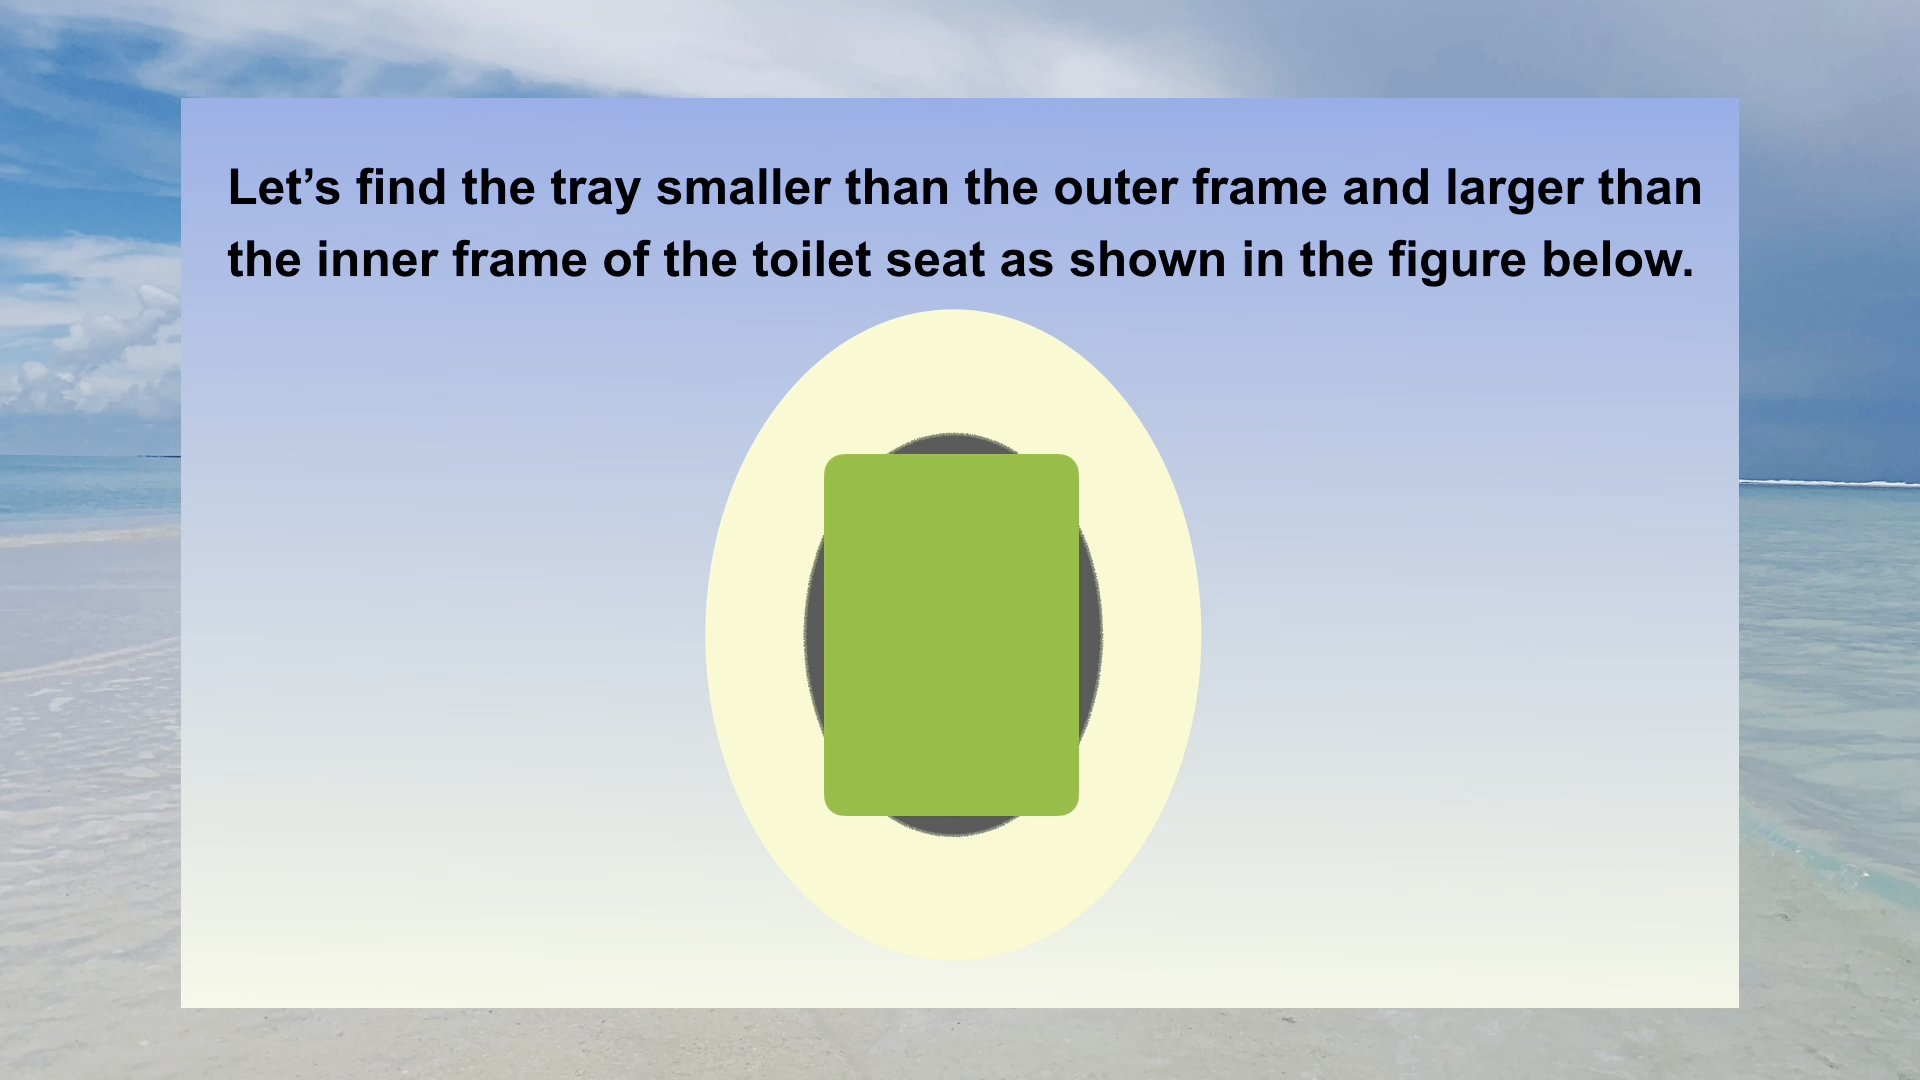 Let’s find the tray smaller than the outer frame and larger than
the inner frame of the toilet seat as shown in the figure below.